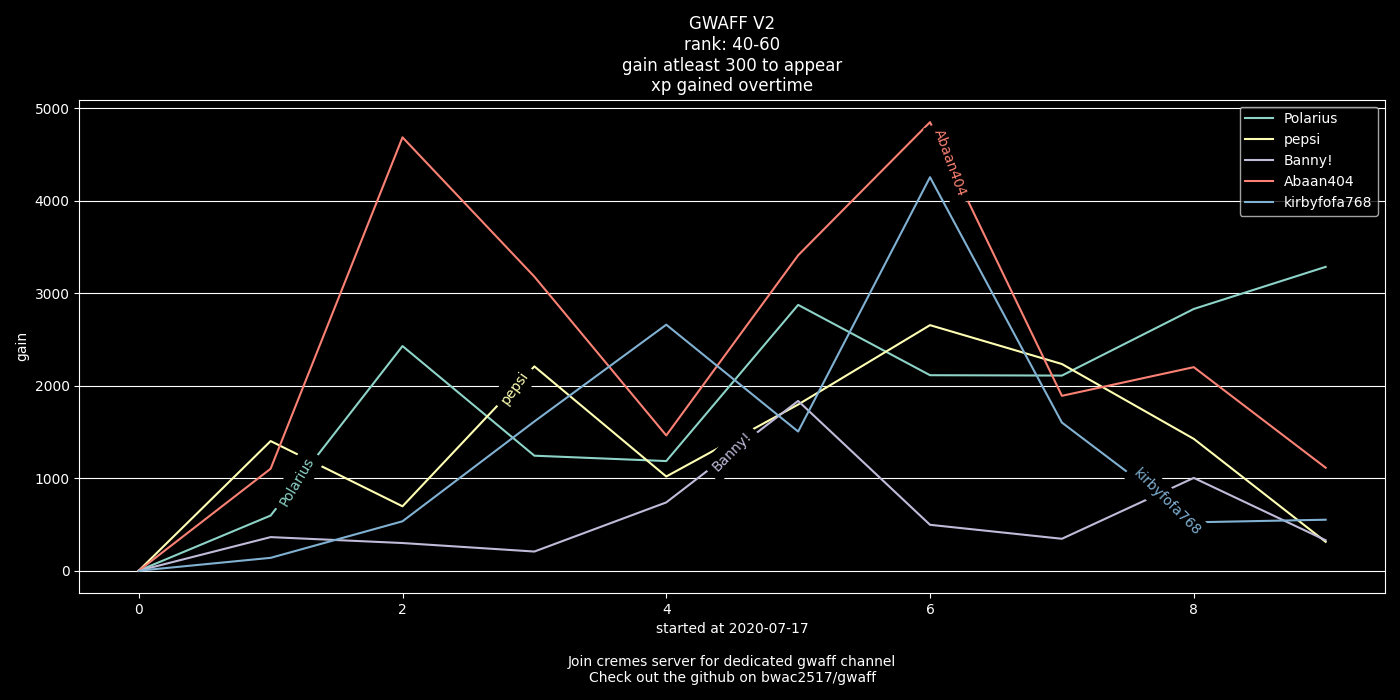 GWAFF V2
rank: 40-60
gain atleast 300 to appear
xp gained overtime
5000
4000
3000
2000
1000
0
gain
Polarius
pepsi
Banny!
Abaan404
kirbyfofa768
Polarius
pepsi
Banny!
Abaan404
kirbyfofa768
0 2 4 6 8
started at 2020-07-17
Join cremes server for dedicated gwaff channel
Check out the github on bwac2517/gwaff